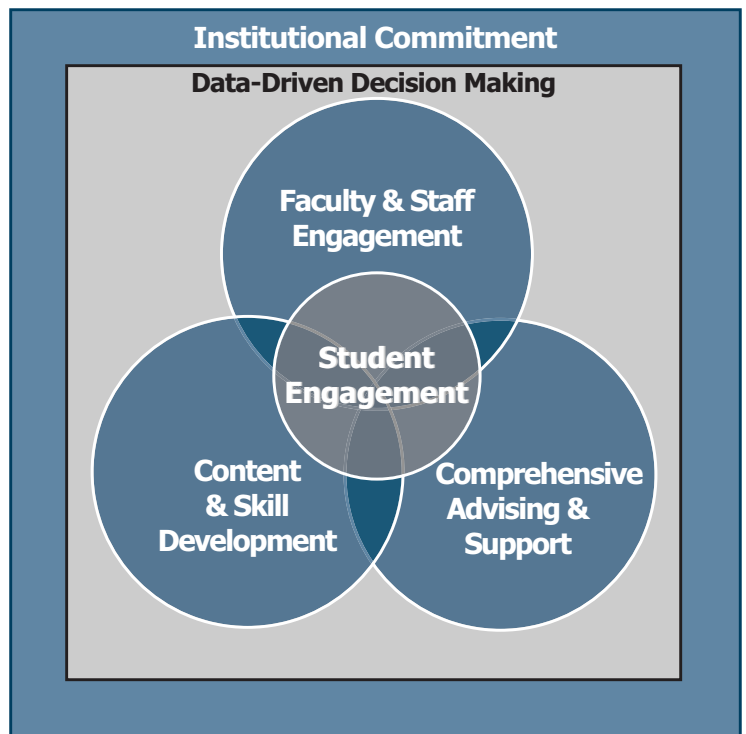 Institutional Commitment
Data-Driven Decision Making
Faculty & Staff
Engagement
Student
Engagement
Content
& Skill
Development
Comprehensive
Advising &
Support